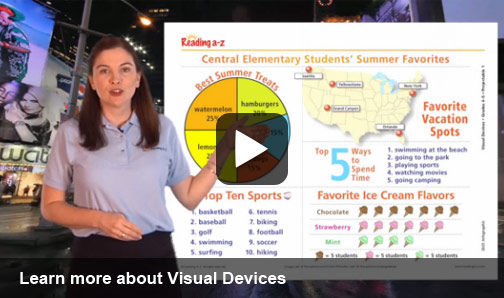 Reading a-z
Central Elementary Students' Summer Favorites
Best Summer Treats
watermelon
25%
hamburgers
20%
15%
Seattle
Yellowstone
New York
Grand Canyon
Orlando
Favorite
Vacation
Spots
Top 5 Ways
to
Spend
Time
1. swimming at the beach
2. going to the park
3. playing sports
4. watching movies
5. going camping
Top Ten Sports
1. basketball
2. baseball
3. golf
4. swimming
5. surfing
6. tennis
7. biking
8. football
9. soccer
10. hiking
Favorite Ice Cream Flavors
Chocolate
Strawberry
Mint
= 5 students
= 5 students
= 5 students
Learn more about Visual Devices